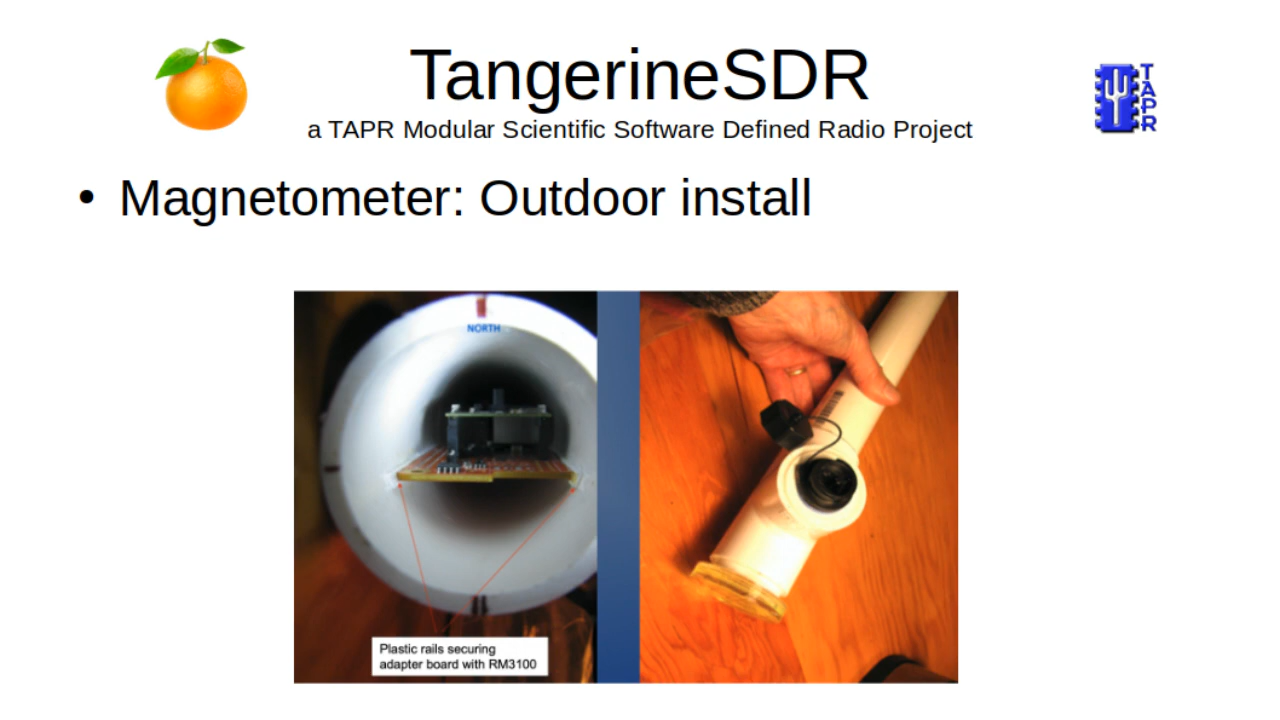 TangerineSDR
a TAPR Modular Scientific Software Defined Radio Project
TAPR
• Magnetometer: Outdoor install
NORTH
Plastic rails securing
adapter board with RM3100